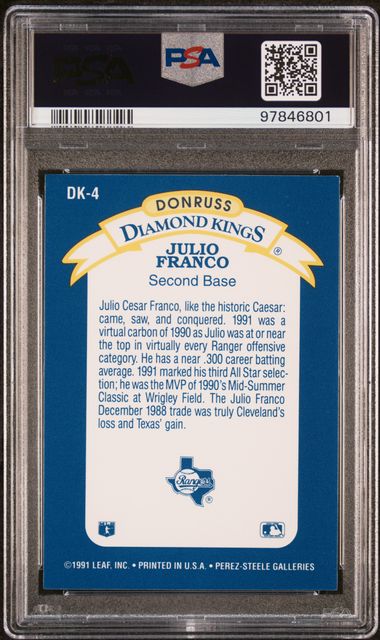 PSA
PSA
97846801
DK-4
DONRUSS
DIAMOND KINGS ®
JULIO
FRANCO
Second Base
Julio Cesar Franco, like the historic Caesar:
came, saw, and conquered. 1991 was a
virtual carbon of 1990 as Julio was at or near
the top in virtually every Ranger offensive
category. He has a near .300 career batting
average. 1991 marked his third All Star selec-
tion; he was the MVP of 1990's Mid-Summer
Classic at Wrigley Field. The Julio Franco
December 1988 trade was truly Cleveland's
loss and Texas' gain.
Rangers
®
©1991 LEAF, INC. • PRINTED IN U.S.A. • PEREZ-STEELE GALLERIES